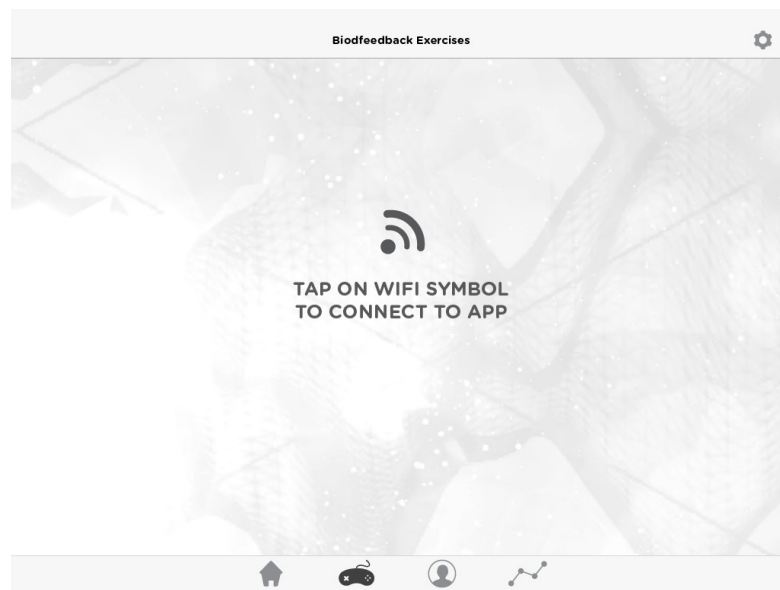 Biodfeedback Exercises
TAP ON WIFI SYMBOL
TO CONNECT TO APP